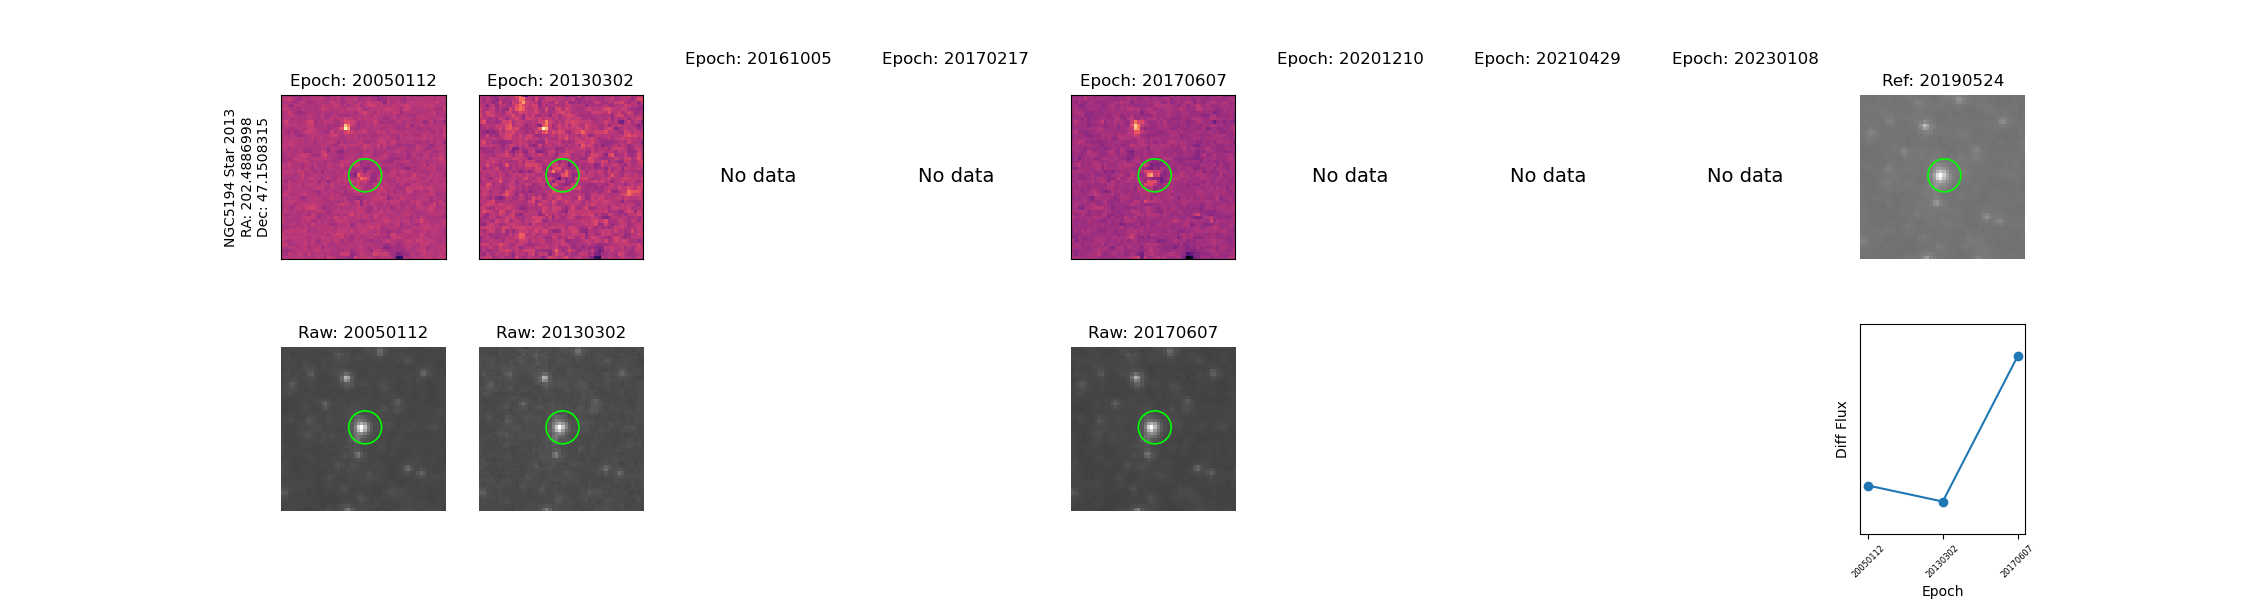 Epoch: 20161005
Epoch: 20170217
Epoch: 20201210
Epoch: 20210429
Epoch: 20230108
Epoch: 20050112
Epoch: 20130302
Epoch: 20170607
Ref: 20190524
NGC5194 Star 2013
RA: 202.4886998
Dec: 47.1508315
No data
No data
No data
No data
No data
Raw: 20050112
Raw: 20130302
Raw: 20170607
Diff Flux
20050112
20130302
20170607
Epoch